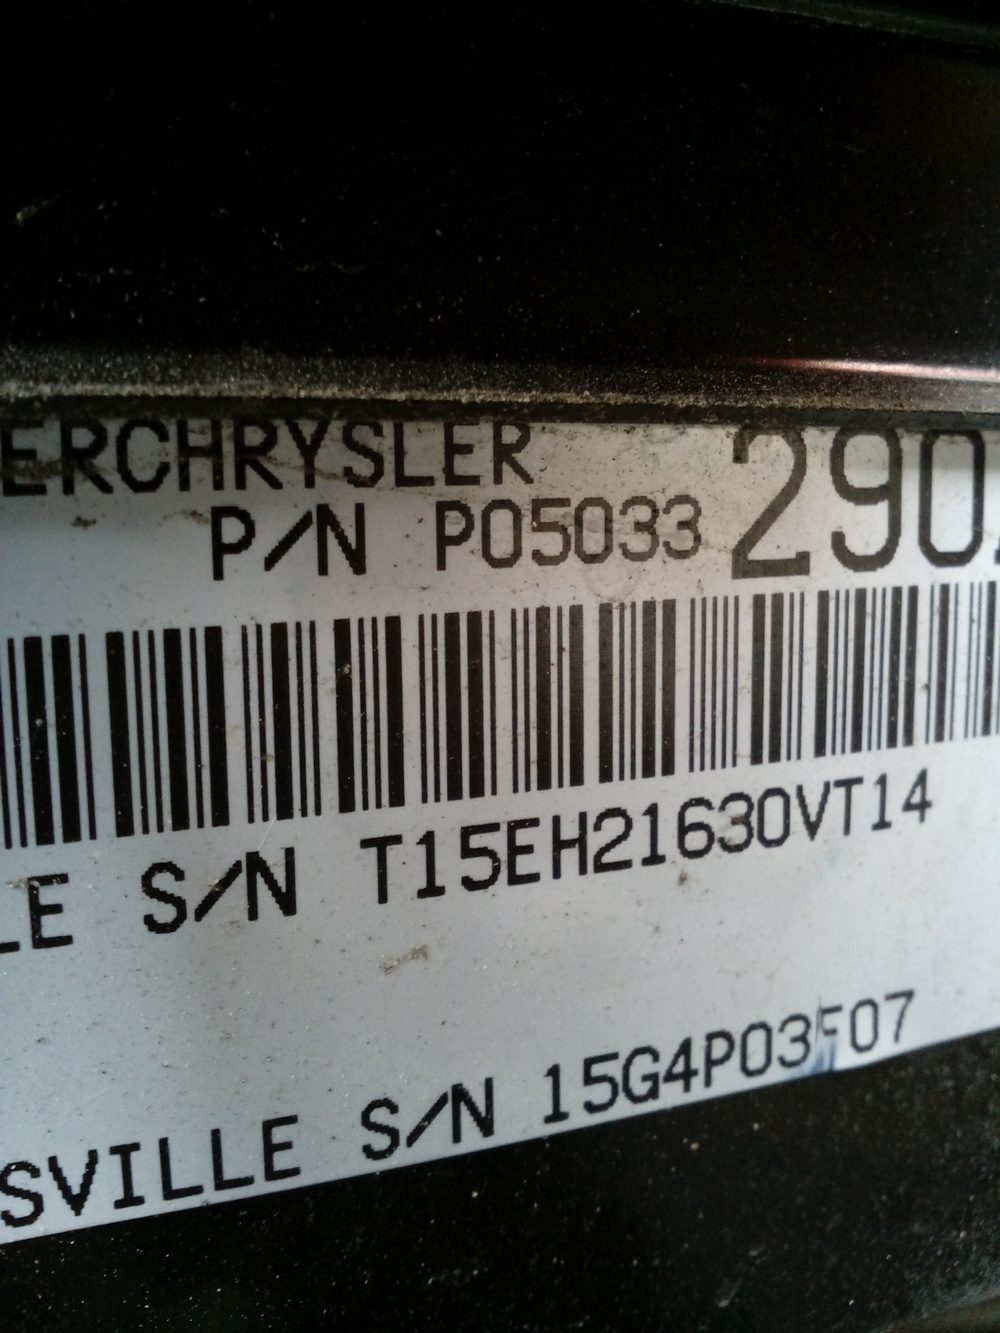 ERCHRYSLER
P/N P05033 290
LE S/N T15EH21630VT14
SVILLE S/N 15G4P03F07